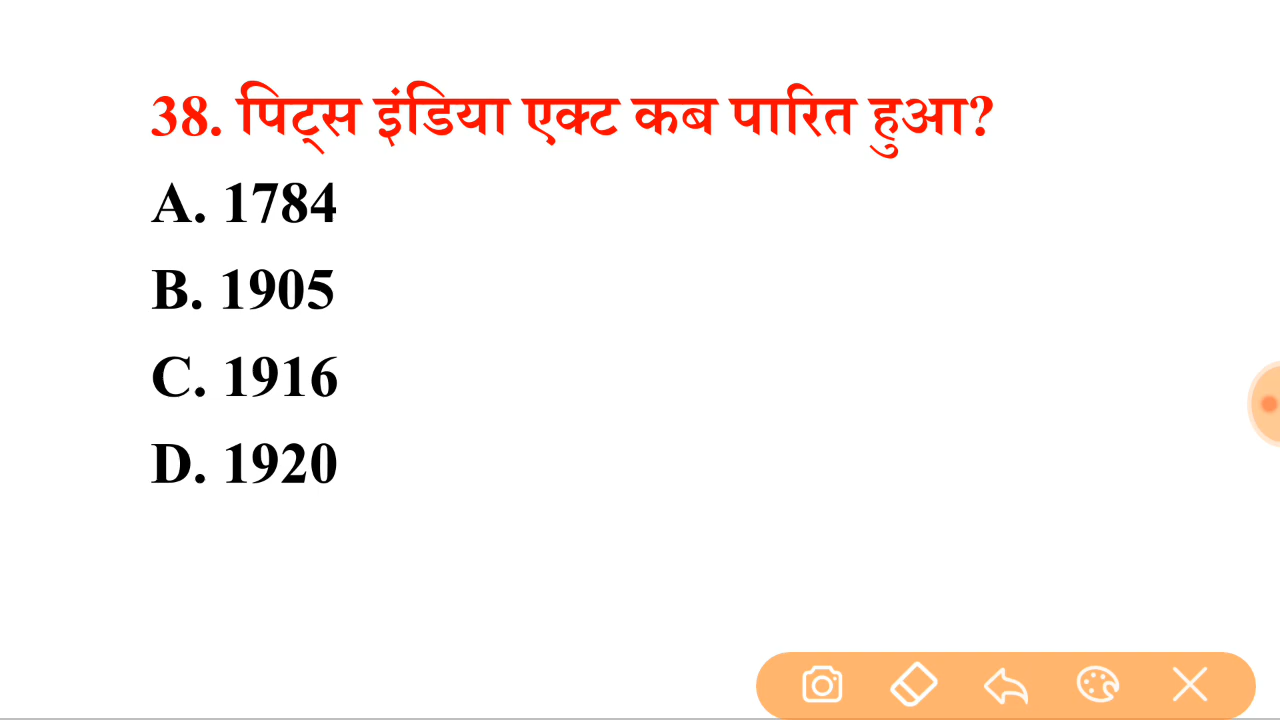 38. पिट्स इंडिया एक्ट कब पारित हुआ?
A. 1784
B. 1905
C. 1916
D. 1920